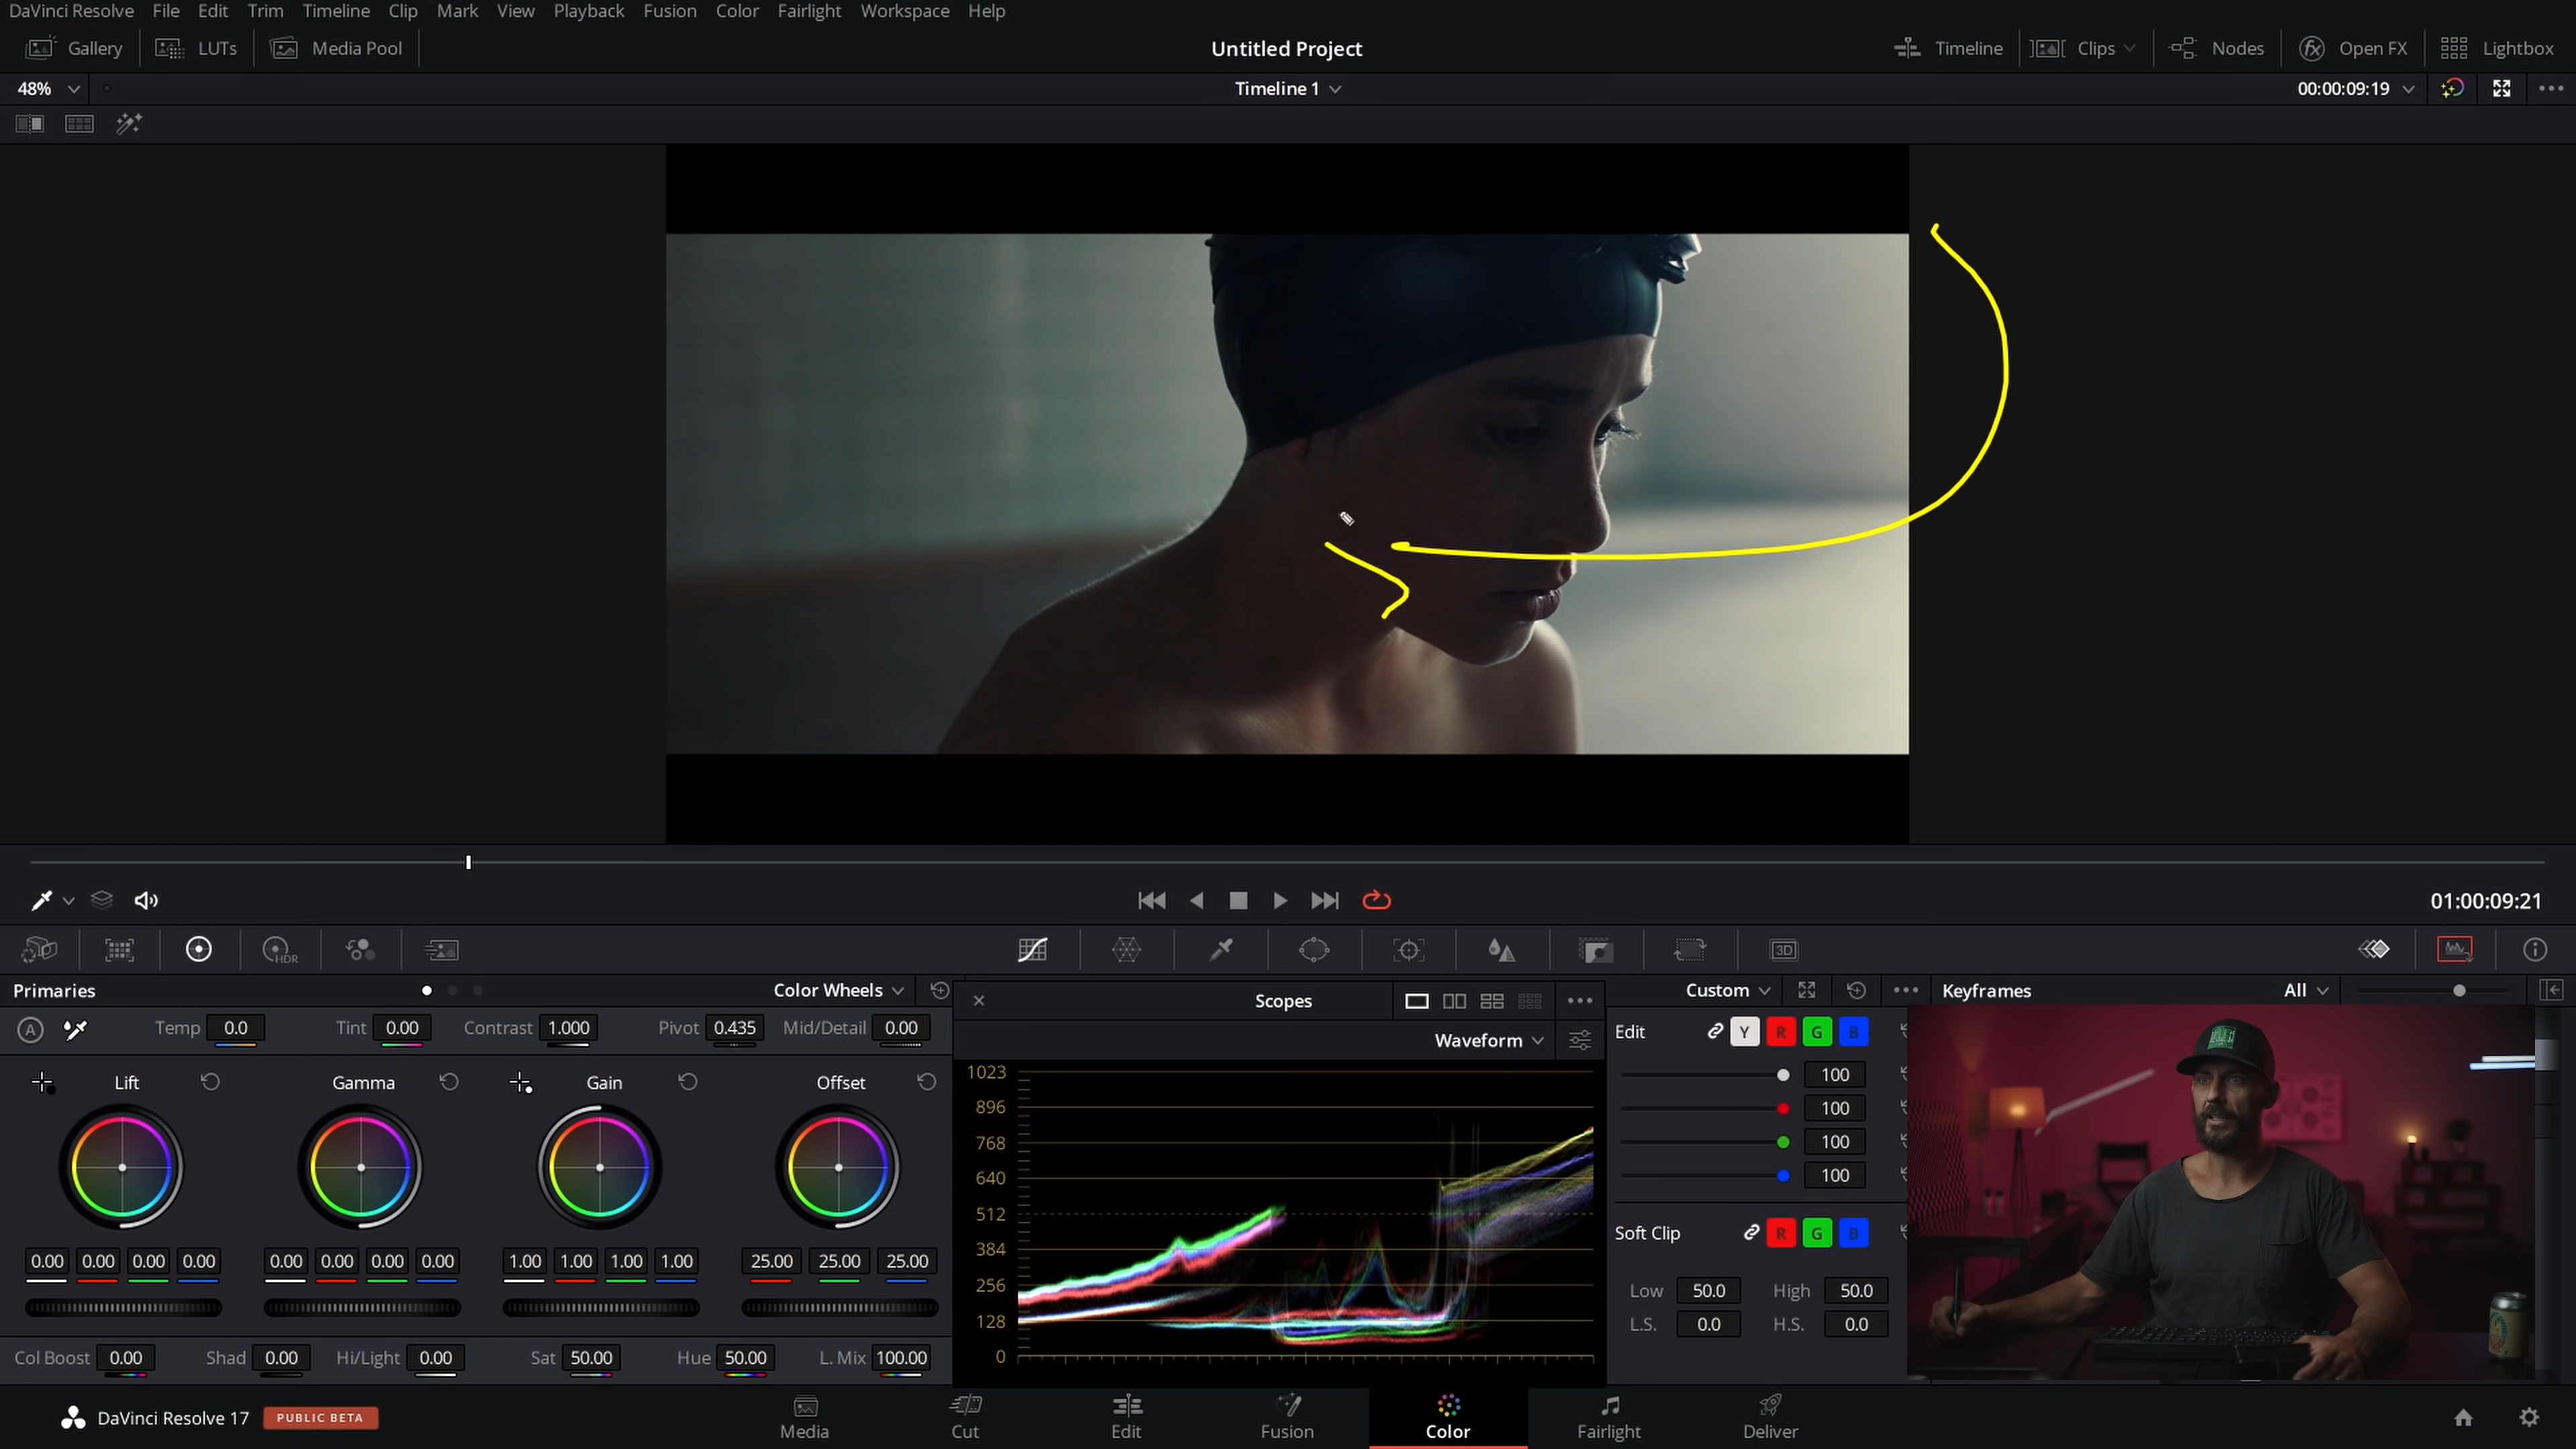 DaVinci Resolve File Edit Trim Timeline Clip Mark View Playback Fusion Color Fairlight Workspace Help
Gallery LUTs Media Pool Untitled Project Timeline Clips Nodes Open FX Lightbox
48% Timeline 1 00:00:09:19
01:00:09:21
HDR 3D
Primaries Color Wheels Custom Keyframes All
Scopes
A Temp 0.0 Tint 0.00 Contrast 1.000 Pivot 0.435 Mid/Detail 0.00
Waveform
Edit Y R G B
Lift Gamma Gain Offset
1023
896
768
640
512
384
256
128
0
100
100
100
100
Soft Clip R G B
0.00 0.00 0.00 0.00 0.00 0.00 0.00 0.00 1.00 1.00 1.00 1.00 25.00 25.00 25.00
Low 50.0 High 50.0
L.S. 0.0 H.S. 0.0
Col Boost 0.00 Shad 0.00 Hi/Light 0.00 Sat 50.00 Hue 50.00 L. Mix 100.00
DaVinci Resolve 17 PUBLIC BETA
Media Cut Edit Fusion Color Fairlight Deliver